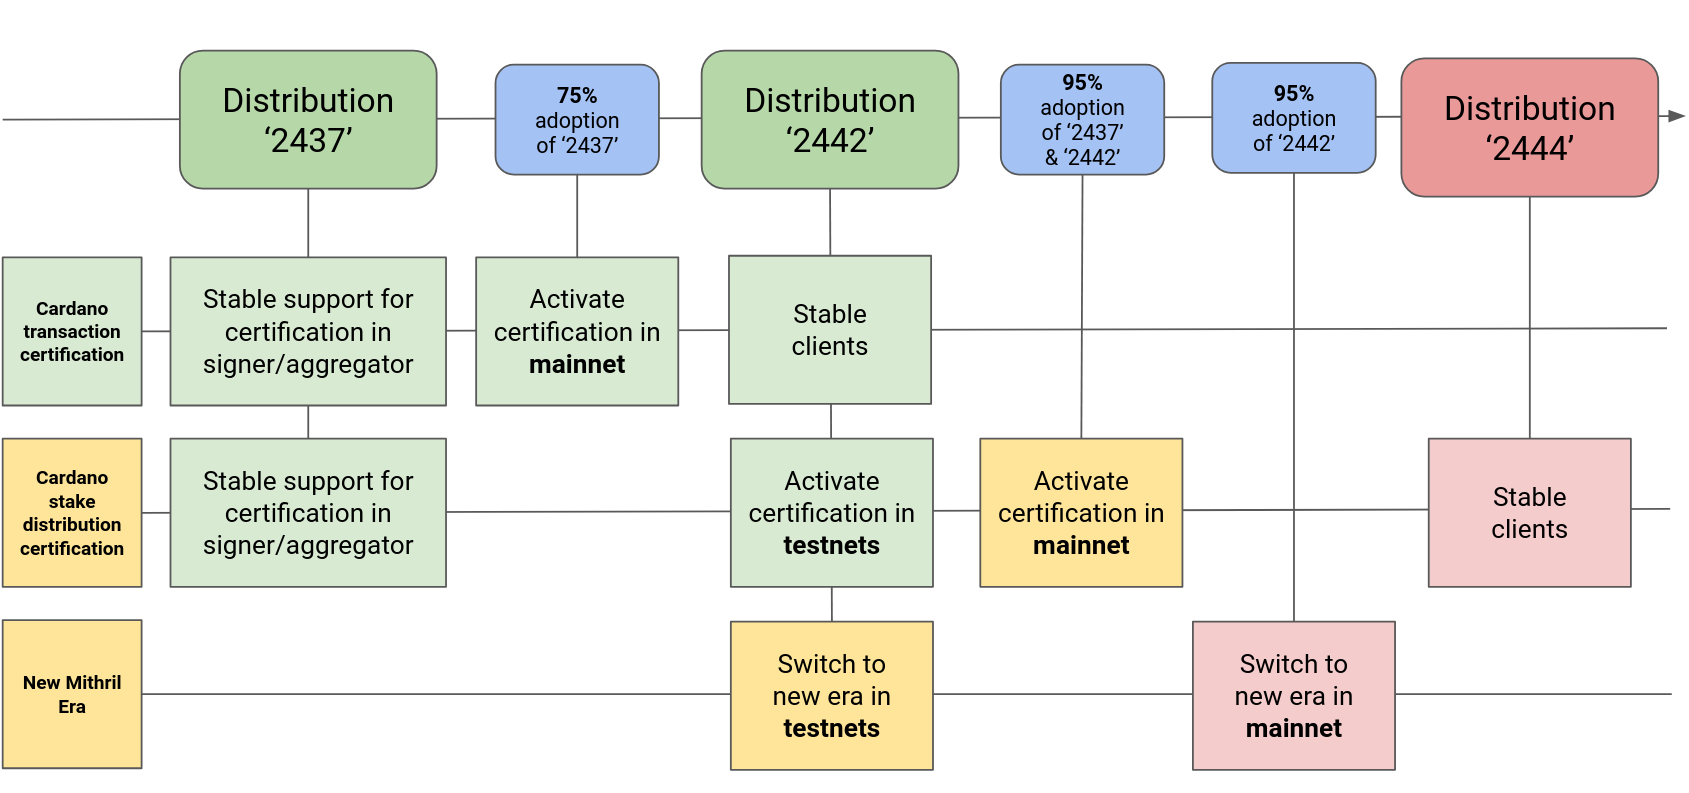 Distribution
‘2437’
75%
adoption
of ‘2437’
Distribution
‘2442’
95%
adoption
of ‘2437’
& ‘2442’
95%
adoption
of ‘2442’
Distribution
‘2444’
Cardano
transaction
certification
Stable support for
certification in
signer/aggregator
Activate
certification in
mainnet
Stable
clients
Cardano
stake
distribution
certification
Stable support for
certification in
signer/aggregator
Activate
certification in
testnets
Activate
certification in
mainnet
Stable
clients
New Mithril
Era
Switch to
new era in
testnets
Switch to
new era in
mainnet